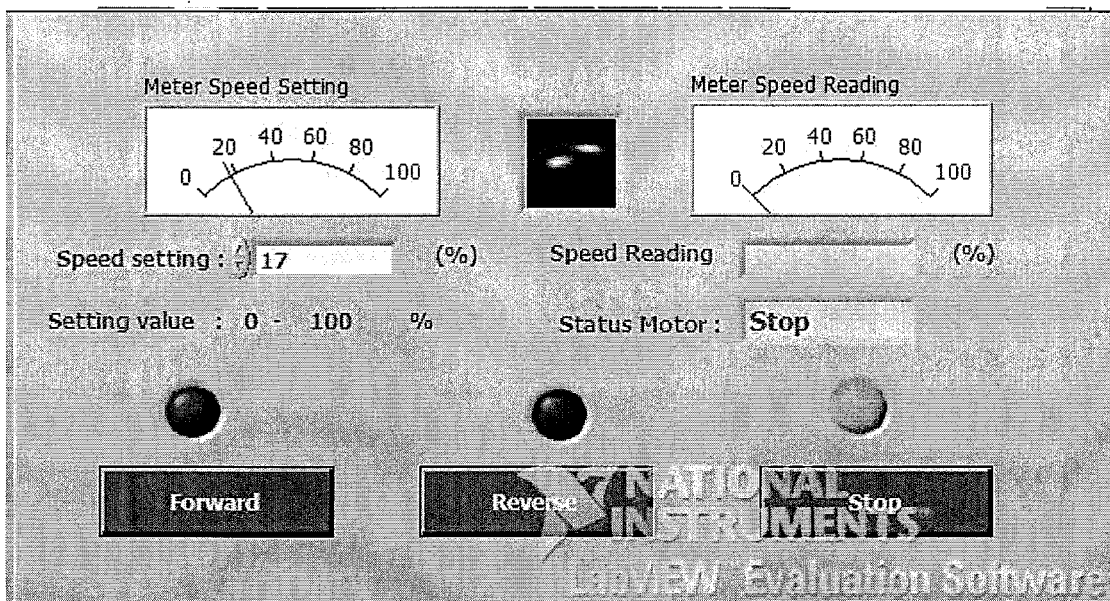 Meter Speed Setting
0 20 40 60 80 100
Meter Speed Reading
0 20 40 60 80 100
Speed setting : 17 (%)
Speed Reading (%)
Setting value : 0 - 100 %
Status Motor : Stop
Forward
Reverse
Stop
NATIONAL
INSTRUMENTS
LabVIEW Evaluation Software